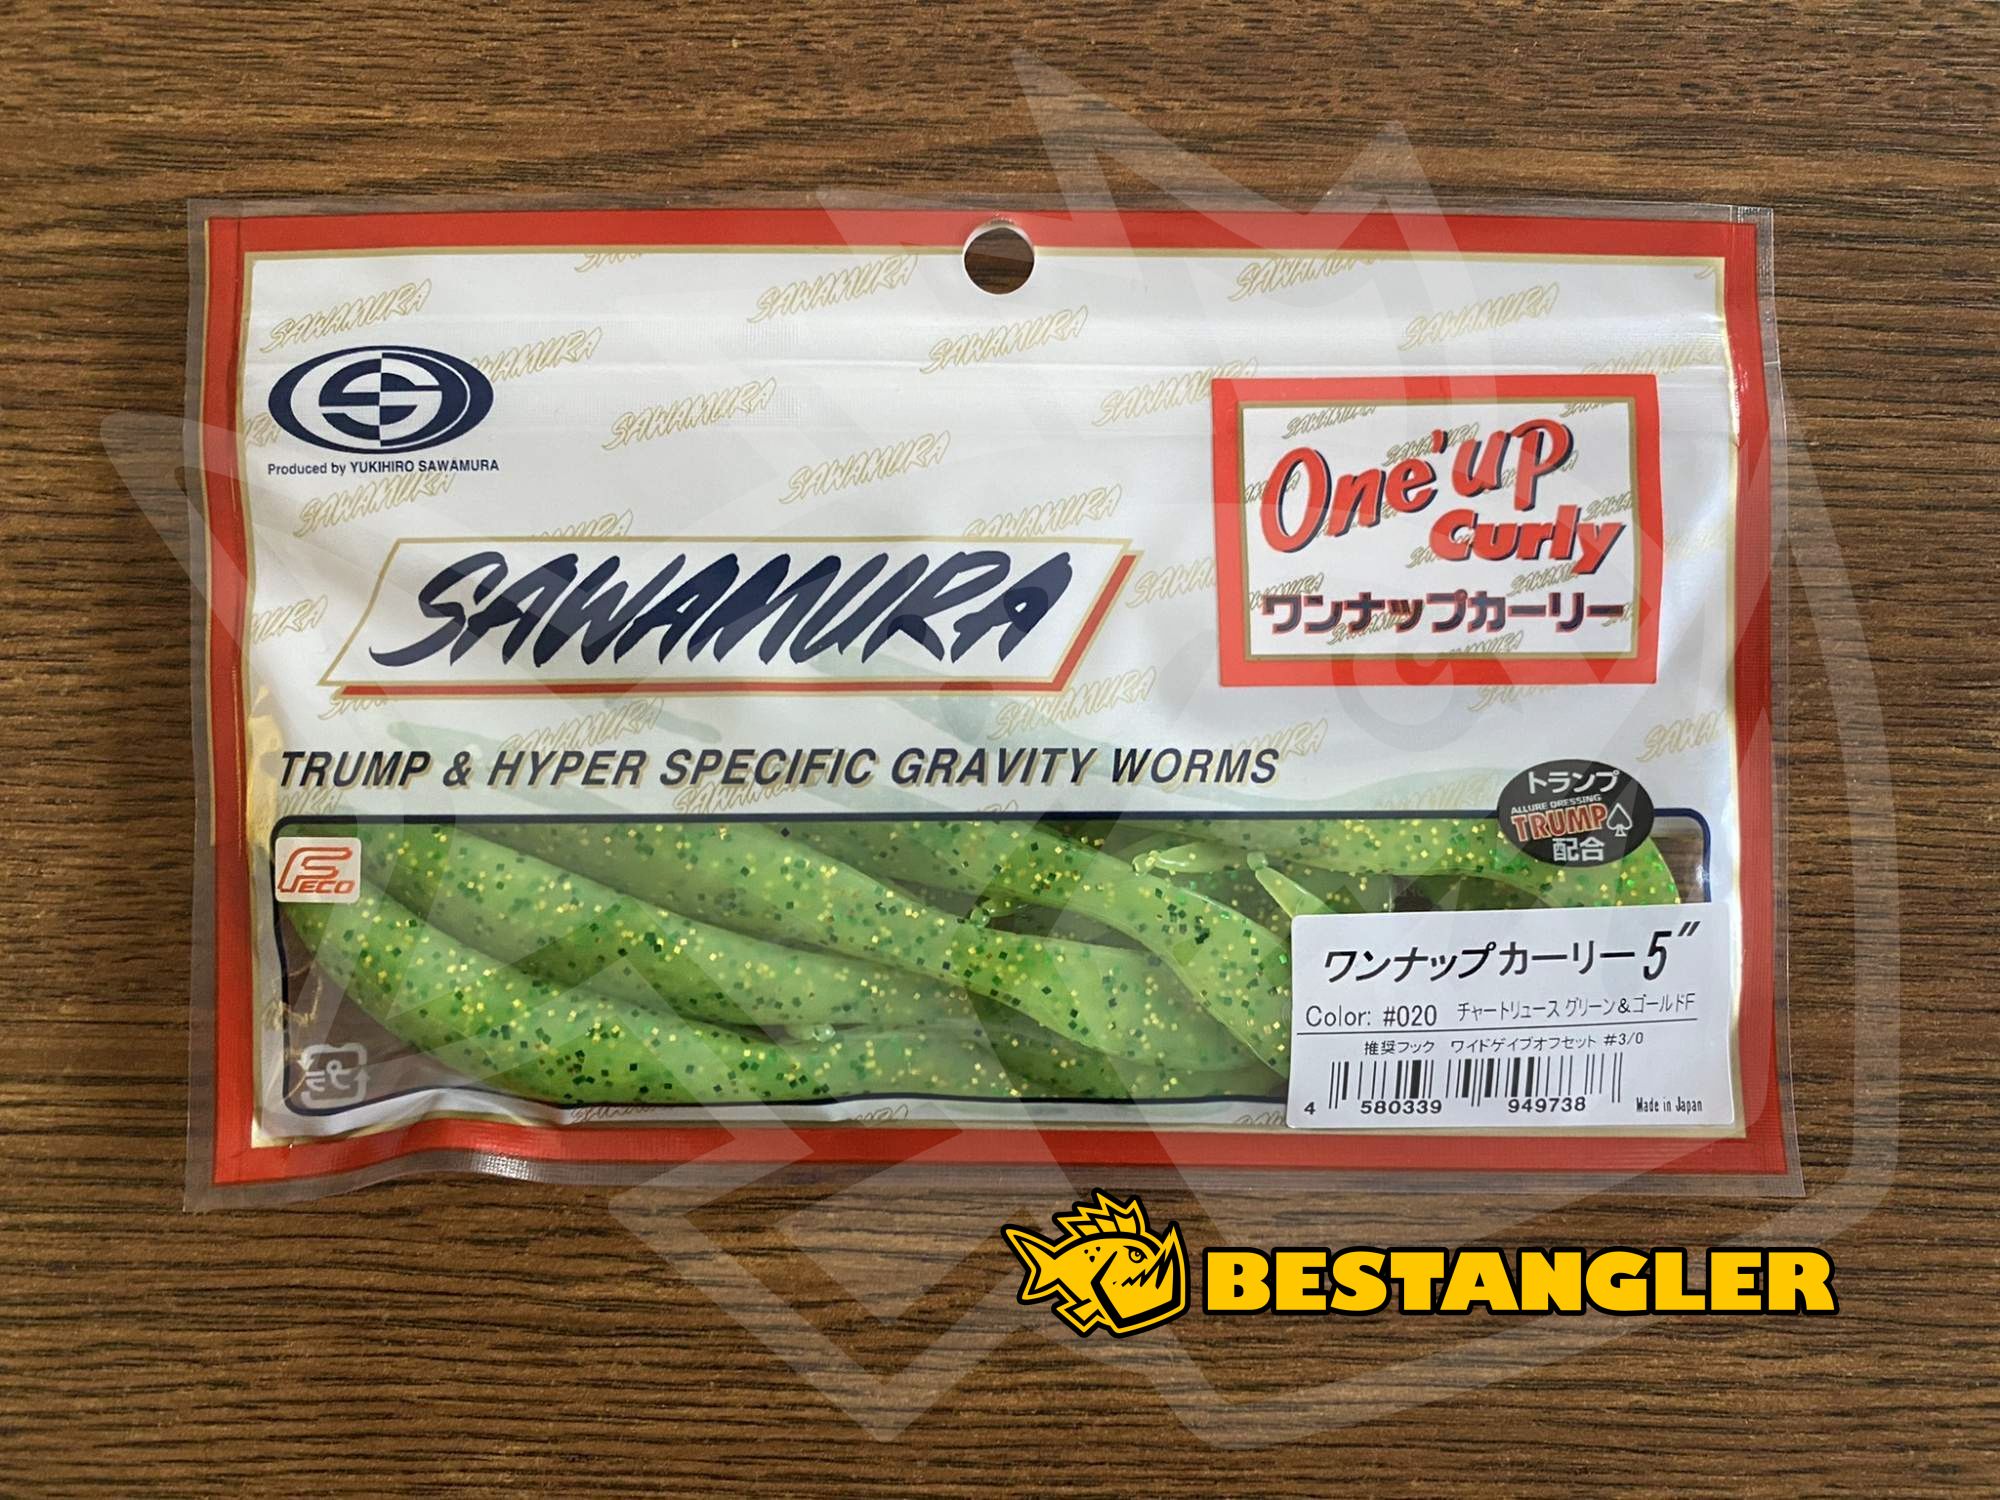 Produced by YUKIHIRO SAWAMURA
SAWAMURA
One'up
curly
ワンナップカーリー
TRUMP & HYPER SPECIFIC GRAVITY WORMS
トランプ
ALLURE DRESSING
TRUMP
配合
FECO
プラ
ワンナップカーリー5"
Color: #020 チャートリュース グリーン&ゴールドF
推奨フック ワイドゲイプオフセット #3/0
4 580339 949738
Made in Japan
BESTANGLER